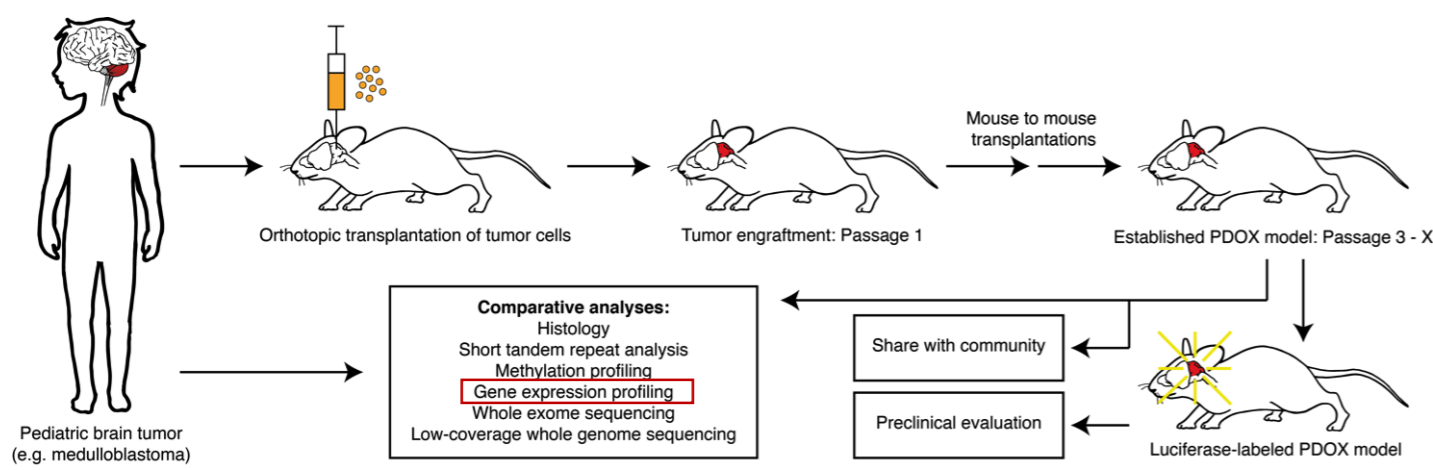 Mouse to mouse
transplantations
Orthotopic transplantation of tumor cells
Tumor engraftment: Passage 1
Established PDOX model: Passage 3 - X
Comparative analyses:
Histology
Short tandem repeat analysis
Methylation profiling
Gene expression profiling
Whole exome sequencing
Low-coverage whole genome sequencing
Share with community
Preclinical evaluation
Pediatric brain tumor
(e.g. medulloblastoma)
Luciferase-labeled PDOX model